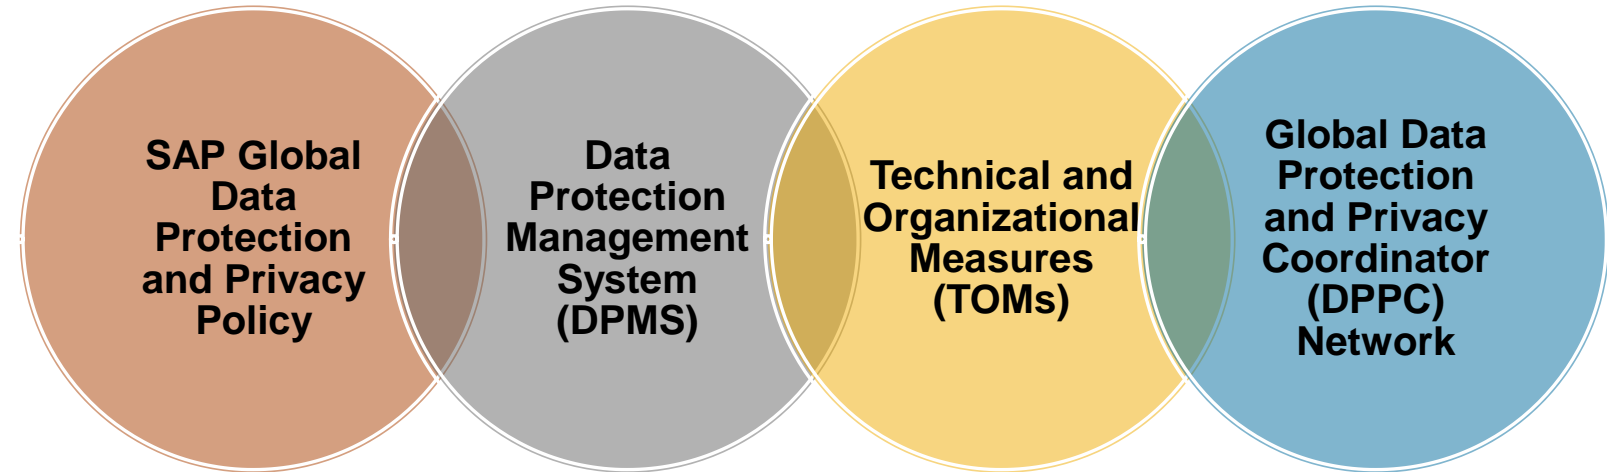 SAP Global
Data
Protection
and Privacy
Policy
Data
Protection
Management
System
(DPMS)
Technical and
Organizational
Measures
(TOMs)
Global Data
Protection
and Privacy
Coordinator
(DPPC)
Network